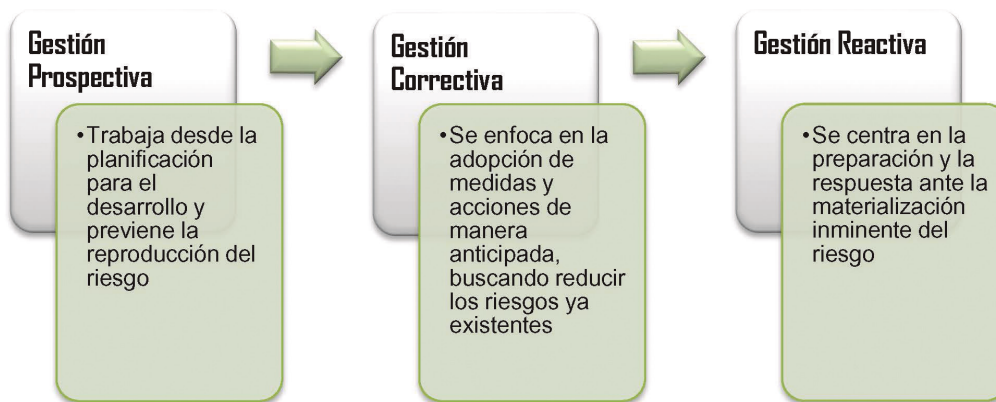 Gestión
Prospectiva
•Trabaja desde la
planificación
para el
desarrollo y
previene la
reproducción del
riesgo
Gestión
Correctiva
•Se enfoca en la
adopción de
medidas y
acciones de
manera
anticipada,
buscando reducir
los riesgos ya
existentes
Gestión Reactiva
•Se centra en la
preparación y la
respuesta ante la
materialización
inminente del
riesgo